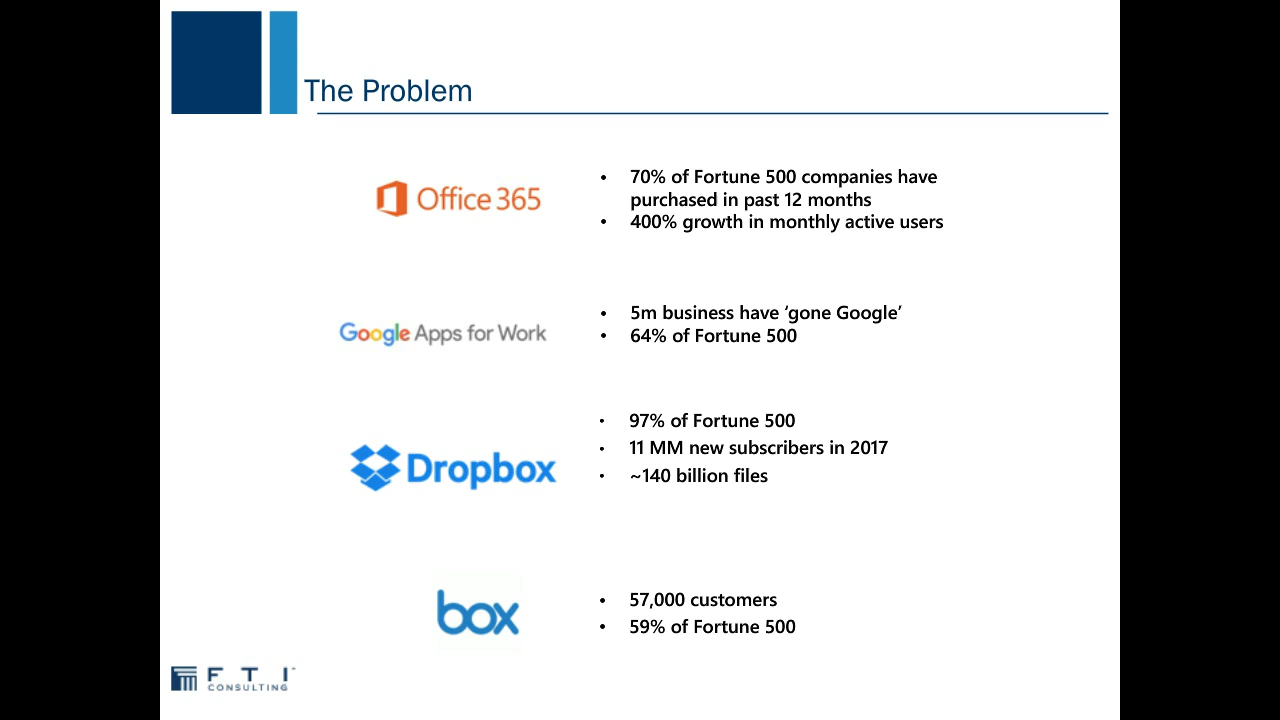 The Problem
Office 365
• 70% of Fortune 500 companies have
purchased in past 12 months
• 400% growth in monthly active users
Google Apps for Work
• 5m business have ‘gone Google’
• 64% of Fortune 500
Dropbox
• 97% of Fortune 500
• 11 MM new subscribers in 2017
• ~140 billion files
box
• 57,000 customers
• 59% of Fortune 500
F T I
CONSULTING